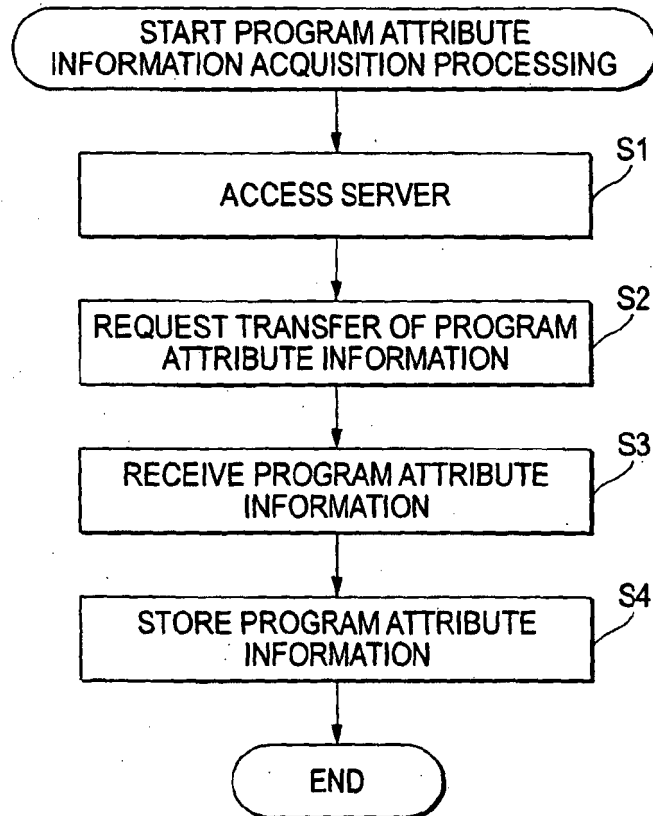 START PROGRAM ATTRIBUTE
INFORMATION ACQUISITION PROCESSING
S1
ACCESS SERVER
S2
REQUEST TRANSFER OF PROGRAM
ATTRIBUTE INFORMATION
S3
RECEIVE PROGRAM ATTRIBUTE
INFORMATION
S4
STORE PROGRAM ATTRIBUTE
INFORMATION
END